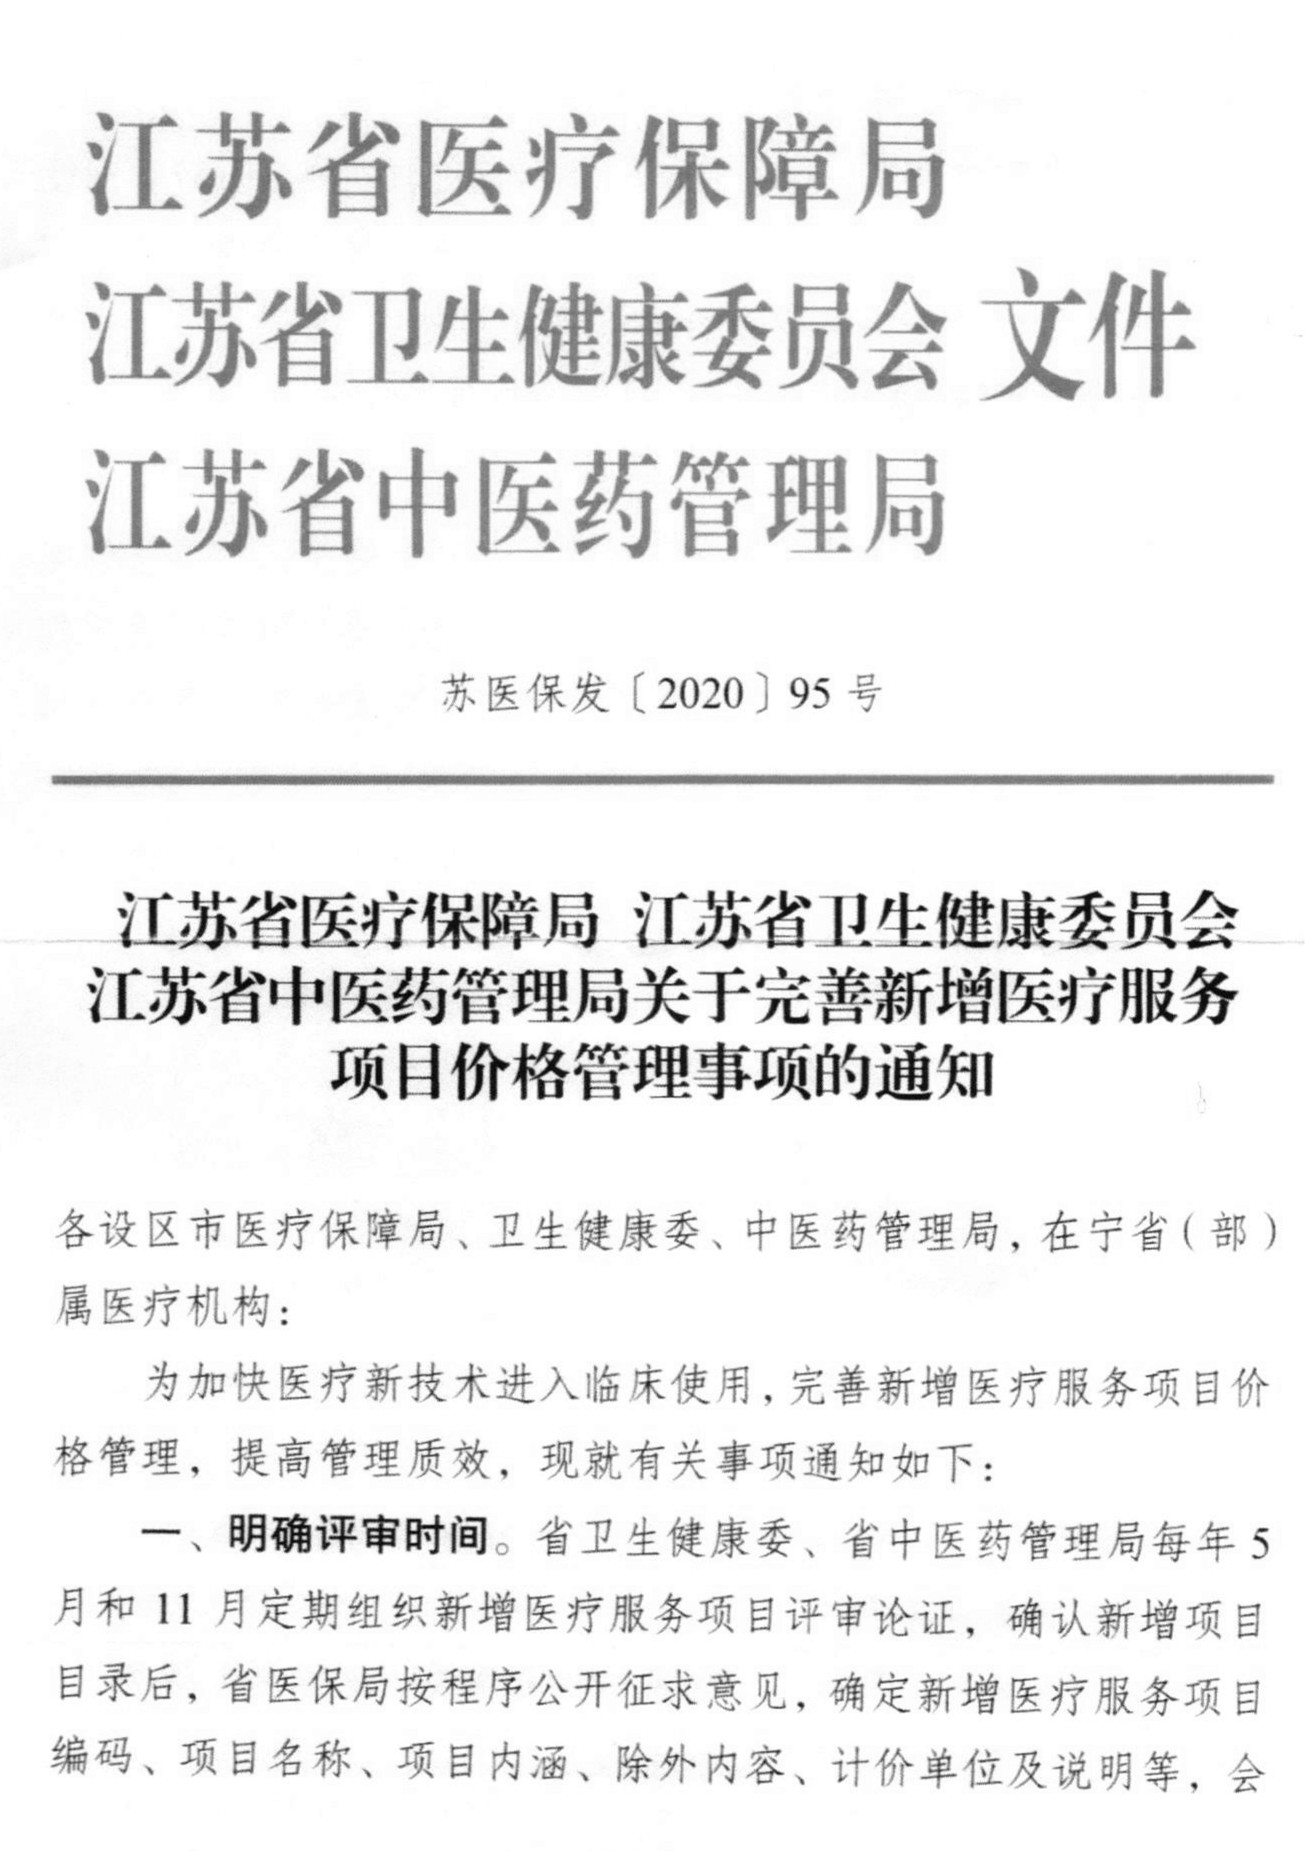 江苏省医疗保障局
江苏省卫生健康委员会 文件
江苏省中医药管理局
苏医保发〔2020〕95 号
江苏省医疗保障局 江苏省卫生健康委员会
江苏省中医药管理局关于完善新增医疗服务
项目价格管理事项的通知
各设区市医疗保障局、卫生健康委、中医药管理局，在宁省（部）
属医疗机构：
为加快医疗新技术进入临床使用，完善新增医疗服务项目价
格管理，提高管理质效，现就有关事项通知如下：
一、明确评审时间。省卫生健康委、省中医药管理局每年 5
月和 11 月定期组织新增医疗服务项目评审论证，确认新增项目
目录后，省医保局按程序公开征求意见，确定新增医疗服务项目
编码、项目名称、项目内涵、除外内容、计价单位及说明等，会